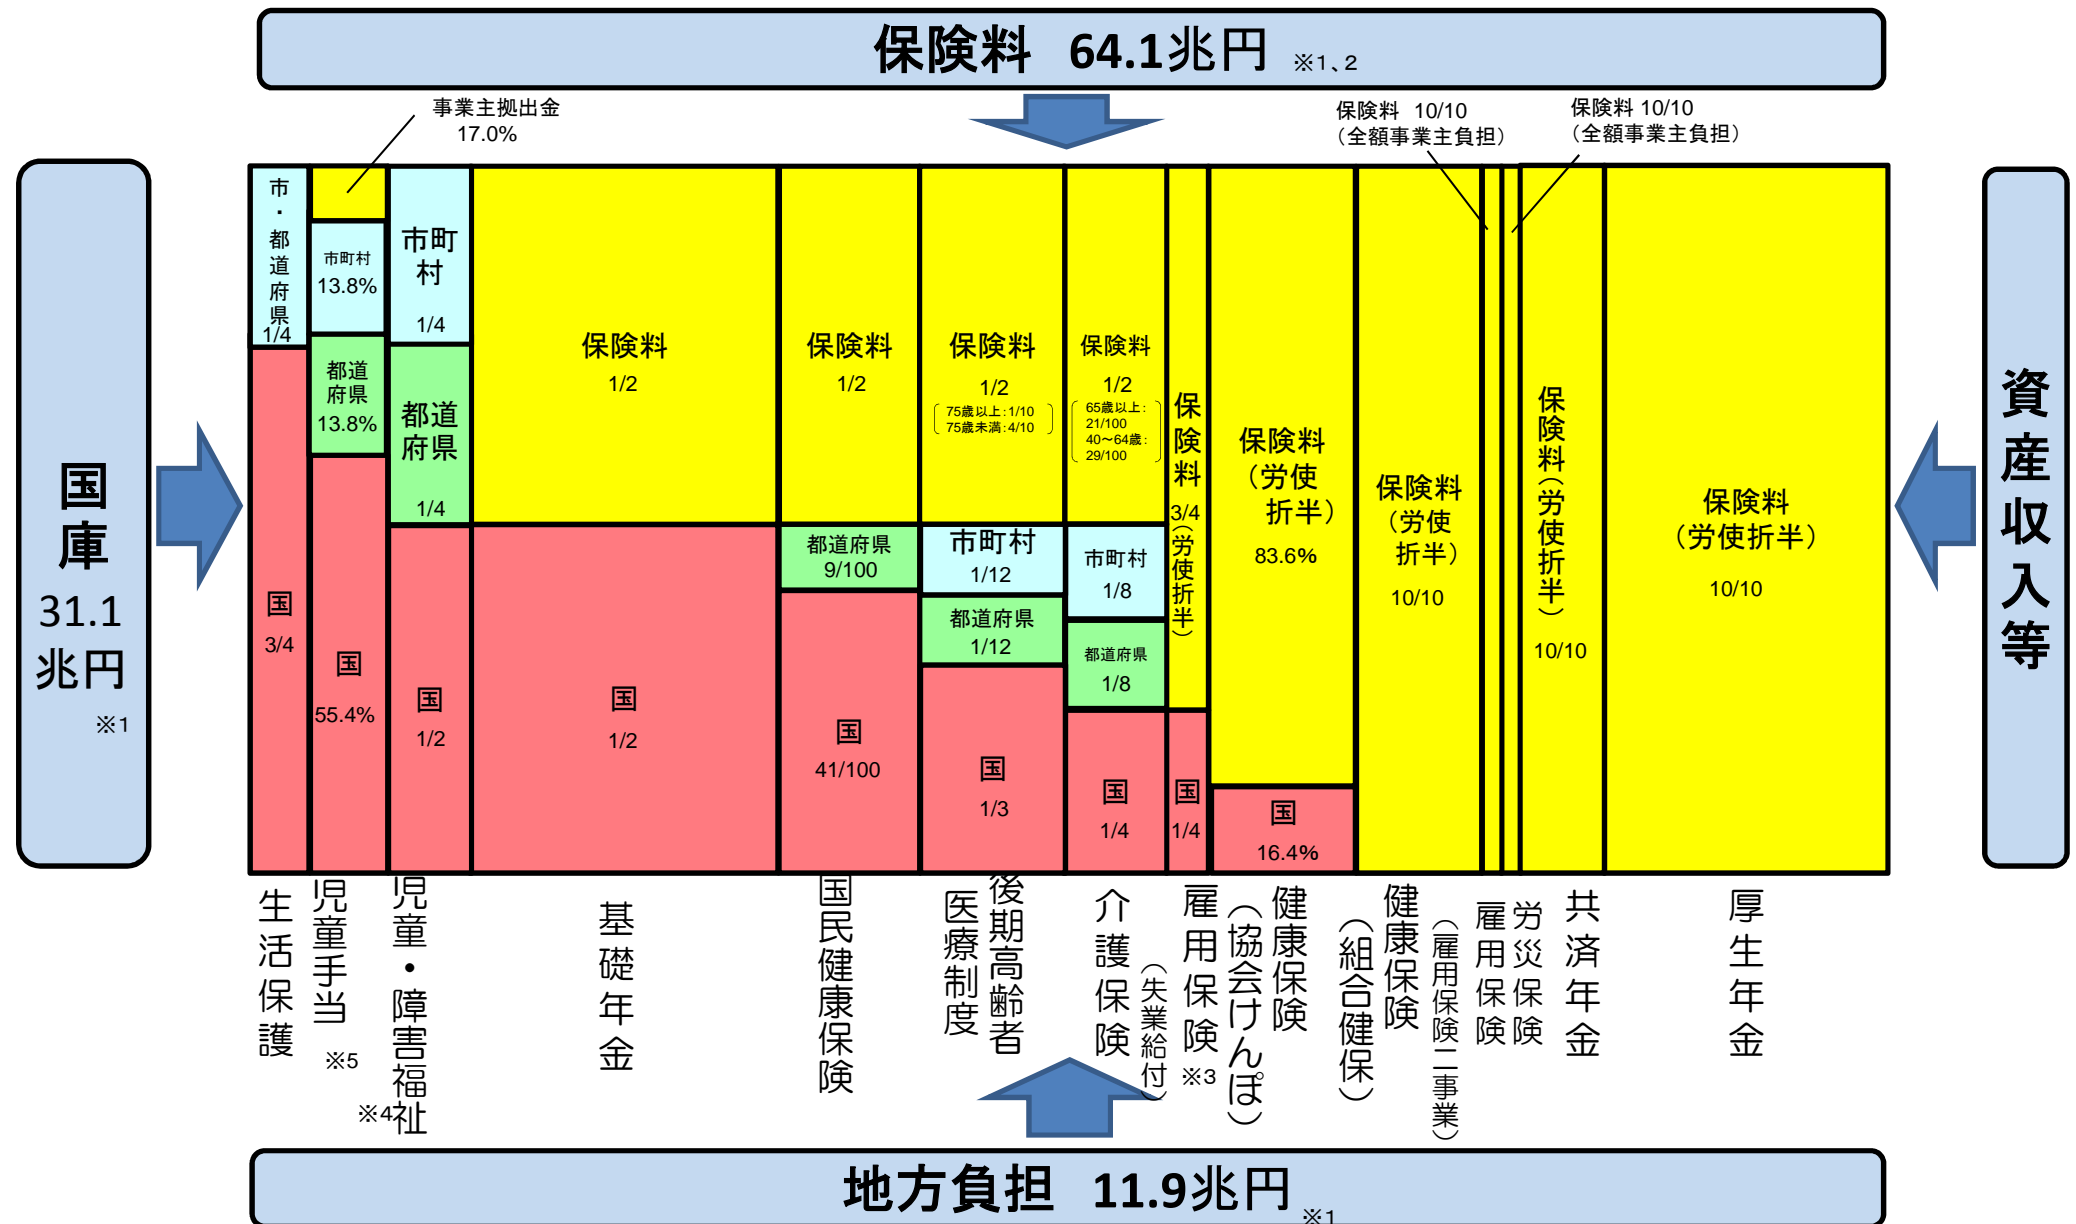 保険料 64.1兆円 ※1、2
事業主拠出金
17.0%
保険料 10/10
（全額事業主負担）
保険料 10/10
（全額事業主負担）
国庫
31.1
兆円
※1
市・都道府県
1/4
国
3/4
市町村
13.8%
都道
府県
13.8%
国
55.4%
市町
村
1/4
都道
府県
1/4
国
1/2
保険料
1/2
国
1/2
保険料
1/2
都道府県
9/100
国
41/100
保険料
1/2
75歳以上：1/10
75歳未満：4/10
市町村
1/12
都道府県
1/12
国
1/3
保険料
1/2
65歳以上：
21/100
40～64歳：
29/100
市町村
1/8
都道府県
1/8
国
1/4
保険料
3/4
（労使折半）
国
1/4
保険料
（労使
折半）
83.6%
国
16.4%
保険料
（労使
折半）
10/10
保険料（労使折半）
10/10
保険料
（労使折半）
10/10
資産収入等
生活保護
児童手当
※5
児童・障害福祉
※4
基礎年金
国民健康保険
後期高齢者
医療制度
介護保険
雇用保険
（失業給付）
※3
健康保険
（協会けんぽ）
健康保険
（組合健保）
雇用保険
（雇用保険二事業）
労災保険
共済年金
厚生年金
地方負担 11.9兆円 ※1